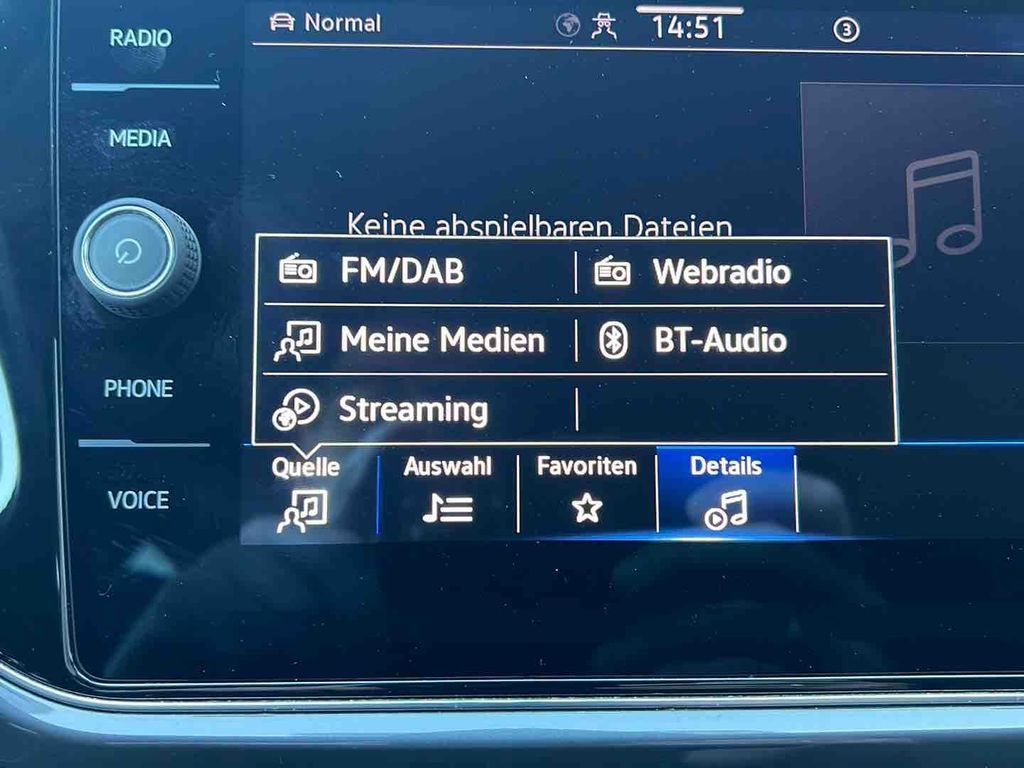 RADIO
Normal
14:51
3
MEDIA
Keine abspielbaren Dateien
FM/DAB
Webradio
Meine Medien
BT-Audio
PHONE
Streaming
Quelle
Auswahl
Favoriten
Details
VOICE